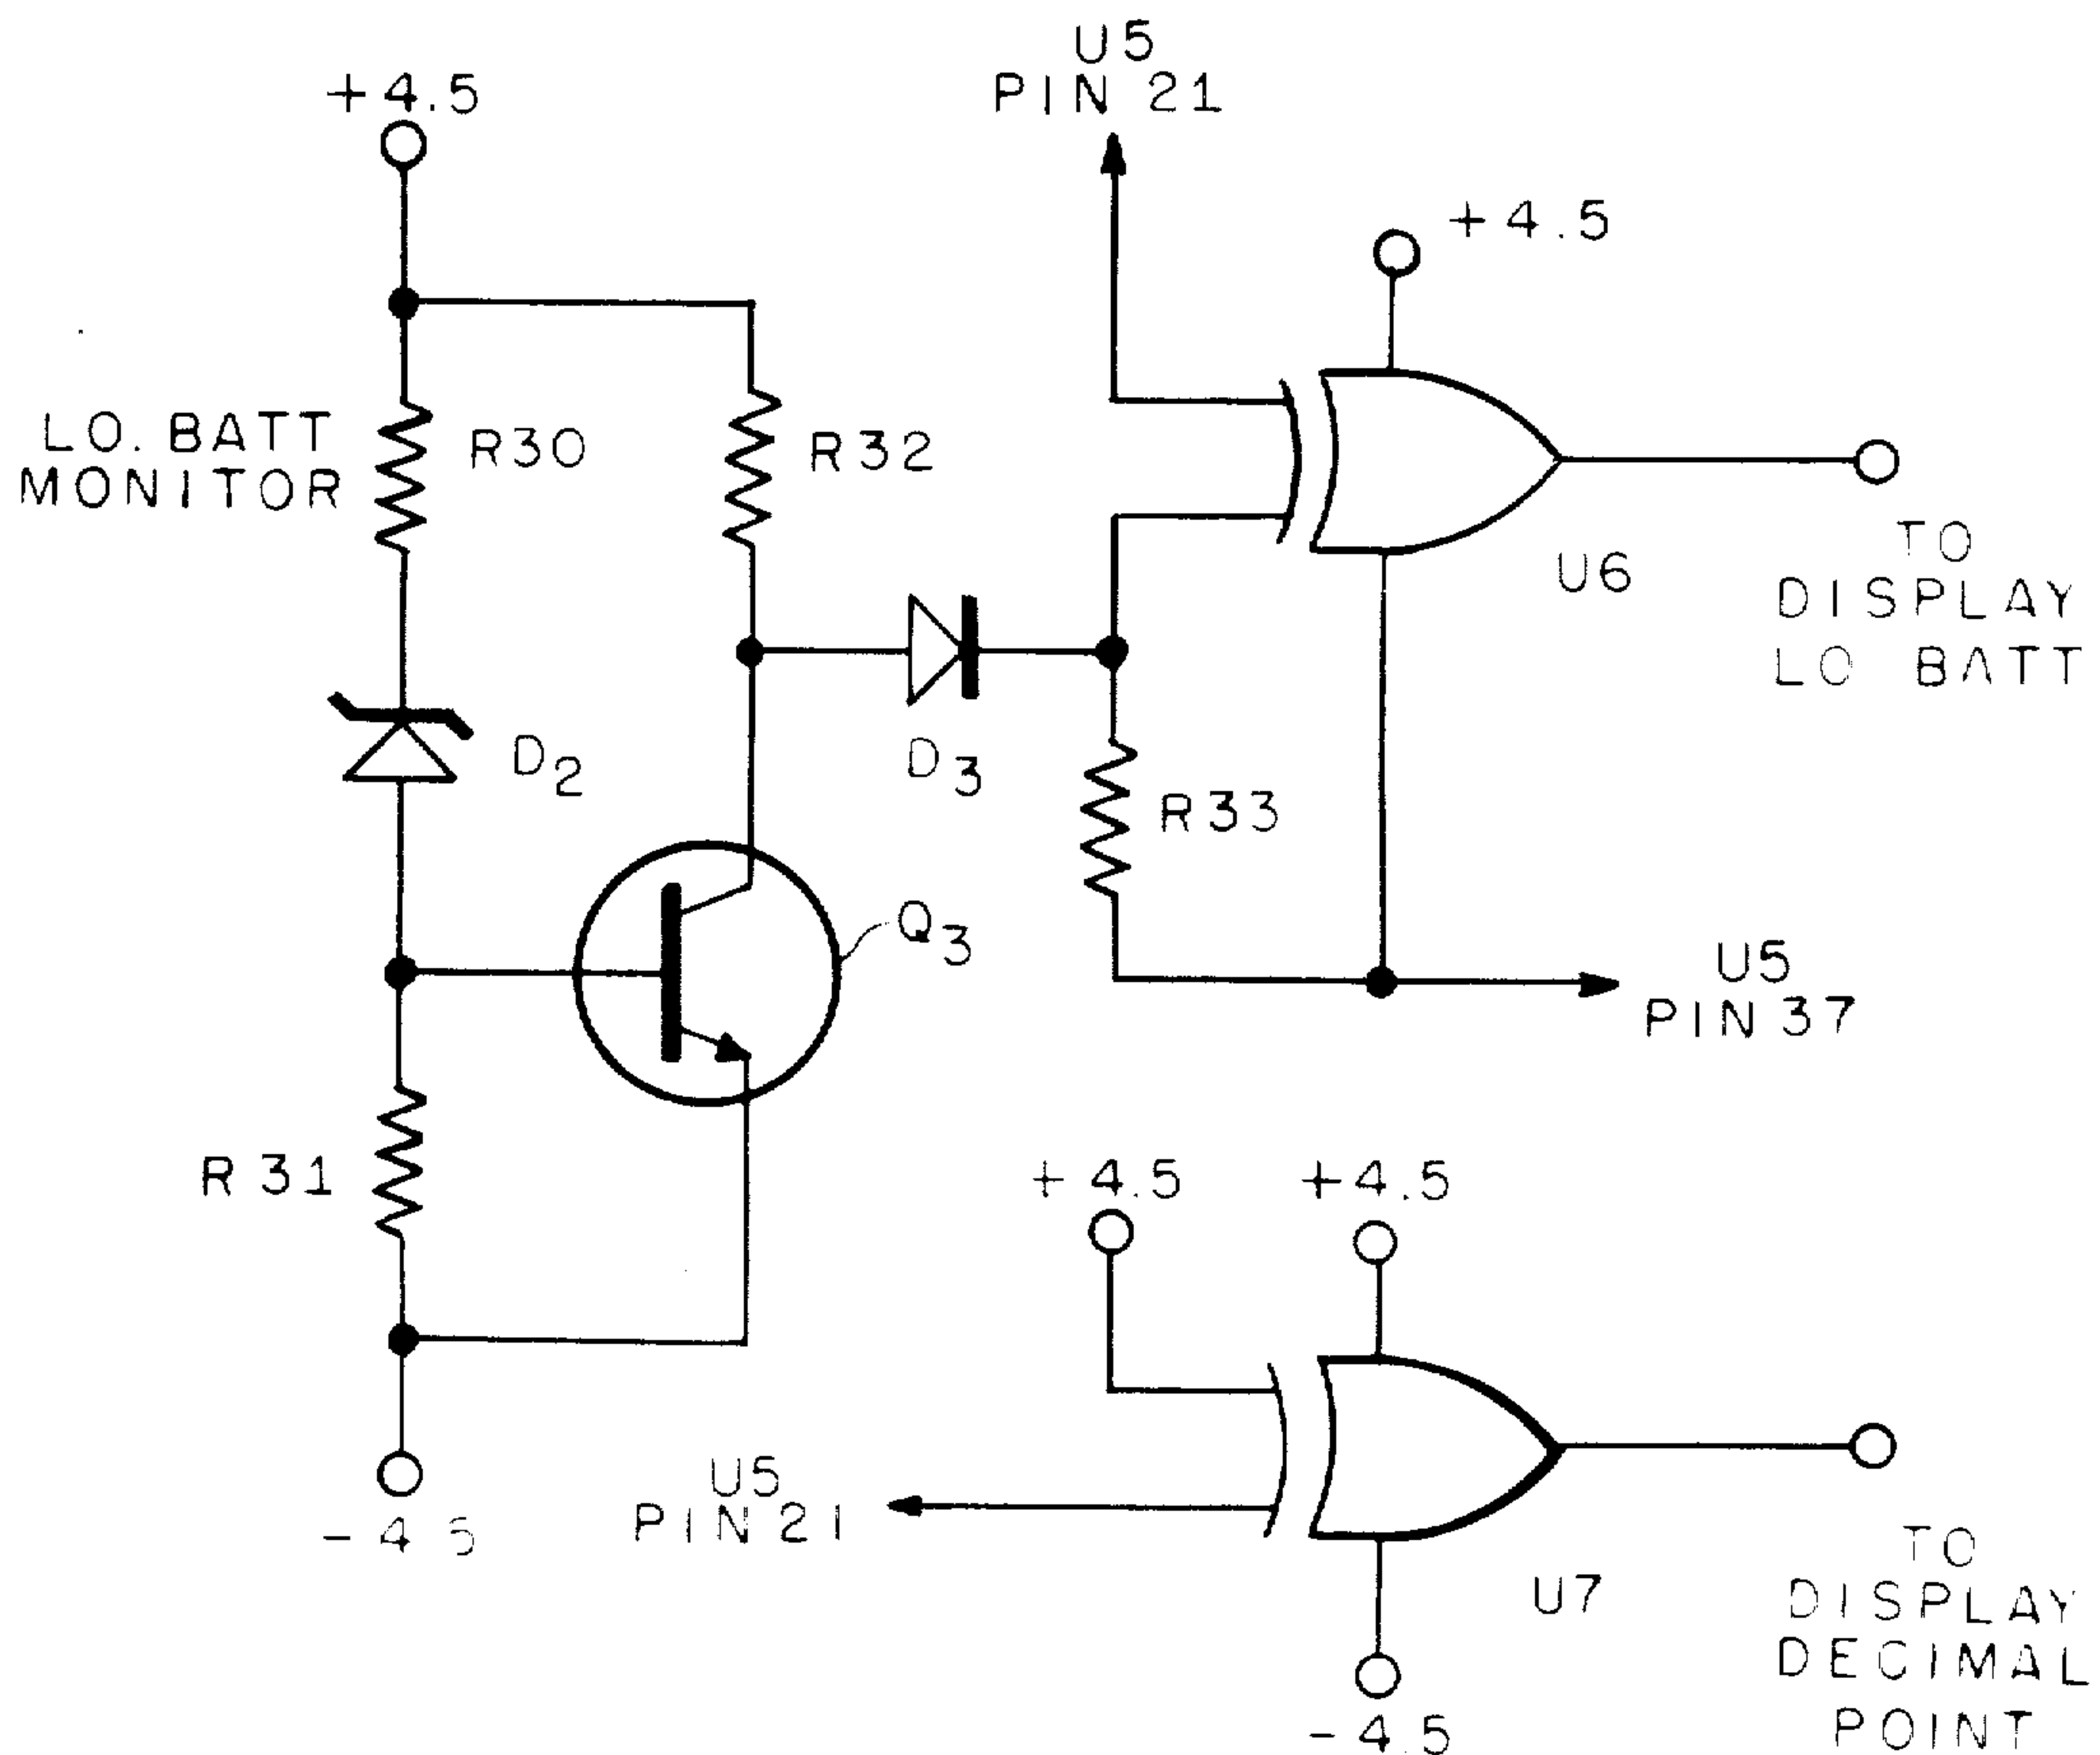 U5
PIN 21
+4.5
+4.5
LO. BATT
MONITOR
R30
R32
U6
TO
DISPLAY
LO BATT
D2
D3
R33
Q3
U5
PIN 37
R31
+4.5
+4.5
-4 5
U5
PIN 21
U7
TO
DISPLAY
DECIMAL
POINT
-4.5